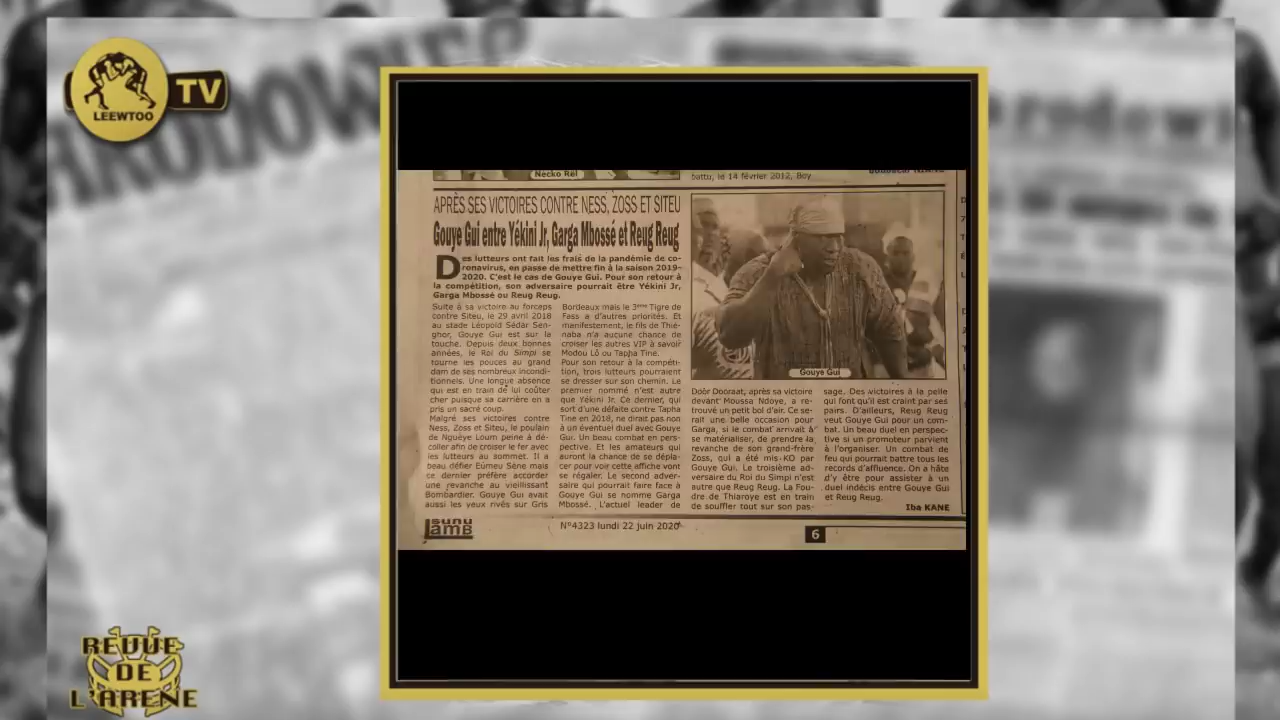 LEEWTOO
TV
Necko Rël
battu, le 14 février 2012, Boy
APRÈS SES VICTOIRES CONTRE NESS, ZOSS ET SITEU
Gouye Gui entre Yékini Jr, Garga Mbossé et Reug Reug
Des lutteurs ont fait les frais de la pandémie de co-
ronavirus, en passe de mettre fin à la saison 2019-
2020. C'est le cas de Gouye Gui. Pour son retour à
la compétition, son adversaire pourrait être Yékini Jr,
Garga Mbossé ou Reug Reug.
Suite à sa victoire au forceps
contre Siteu, le 29 avril 2018
au stade Léopold Sédar Sen-
ghor, Gouye Gui est sur la
touche. Depuis deux bonnes
années, le Roi du Simpi se
tourne les pouces au grand
dam de ses nombreux incondi-
tionnels. Une longue absence
qui est en train de lui coûter
cher puisque sa carrière en a
pris un sacré coup.
Malgré ses victoires contre
Ness, Zoss et Siteu, le poulain
de Nguèye Loum peine à dé-
coller afin de croiser le fer avec
les lutteurs au sommet. Il a
beau défier Eumeu Sène mais
ce dernier préfère accorder
une revanche au vieillissant
Bombardier. Gouye Gui avait
aussi les yeux rivés sur Gris
Bordeaux mais le 3ème Tigre de
Fass a d'autres priorités. Et
manifestement, le fils de Thié-
naba n'a aucune chance de
croiser les autres VIP à savoir
Modou Lô ou Tapha Tine.
Pour son retour à la compéti-
tion, trois lutteurs pourraient
se dresser sur son chemin. Le
premier nommé n'est autre
que Yékini Jr. Ce dernier, qui
sort d'une défaite contre Tapha
Tine en 2018, ne dirait pas non
à un éventuel duel avec Gouye
Gui. Un beau combat en pers-
pective. Et les amateurs qui
auront la chance de se dépla-
cer pour voir cette affiche vont
se régaler. Le second adver-
saire qui pourrait faire face à
Gouye Gui se nomme Garga
Mbossé. L'actuel leader de
Gouye Gui
Doór Dooraat, après sa victoire
devant Moussa Ndoye, a re-
trouvé un petit bol d'air. Ce se-
rait une belle occasion pour
Garga, si le combat arrivait à
se matérialiser, de prendre la
revanche de son grand-frère
Zoss, qui a été mis KO par
Gouye Gui. Le troisième ad-
versaire du Roi du Simpi n'est
autre que Reug Reug. La Fou-
dre de Thiaroye est en train
de souffler tout sur son pas-
sage. Des victoires à la pelle
qui font qu'il est craint par ses
pairs. D'ailleurs, Reug Reug
veut Gouye Gui pour un com-
bat. Un beau duel en perspec-
tive si un promoteur parvient
à l'organiser. Un combat de
feu qui pourrait battre tous les
records d'affluence. On a hâte
d'y être pour assister à un
duel indécis entre Gouye Gui
et Reug Reug.
Iba KANE
sunu lamb
N°4323 lundi 22 juin 2020
6
REVUE
DE
L'ARENE